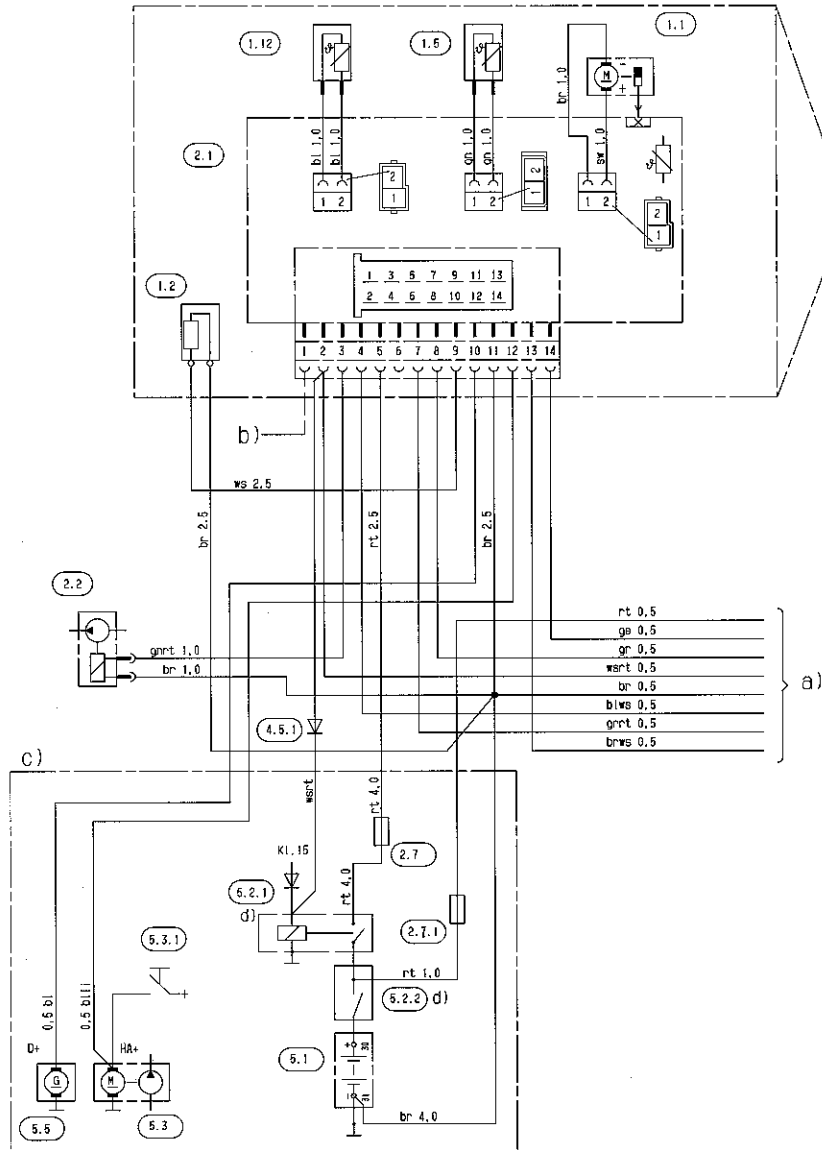 1.12
1.5
1.1
br 1,0
bl 1,0
bl 1,0
gn 1,0
gn 1,0
sw 1,0
M
- +
ϑ
ϑ
ϑ
2.1
1 2
2
1
1 2
2
1
1 2
2
1
1.2
1 3 5 7 9 11 13
2 4 6 8 10 12 14
1 2 3 4 5 6 7 8 9 10 11 12 13 14
b)
ws 2,5
br 2,5
rt 2,5
br 2,5
2.2
gnrt 1,0
br 1,0
rt 0,5
ge 0,5
gr 0,5
wsrt 0,5
br 0,5
blws 0,5
grrt 0,5
brws 0,5
a)
4.5.1
c)
wsrt
rt 4,0
2.7
Kl.15
5.2.1
d)
rt 4,0
2.7.1
5.3.1
+
rt 1,0
5.2.2 d)
0,5 bl
0,5 blli
5.1
+ 30
- 31
D+
HA+
G
M
5.5
5.3
br 4,0